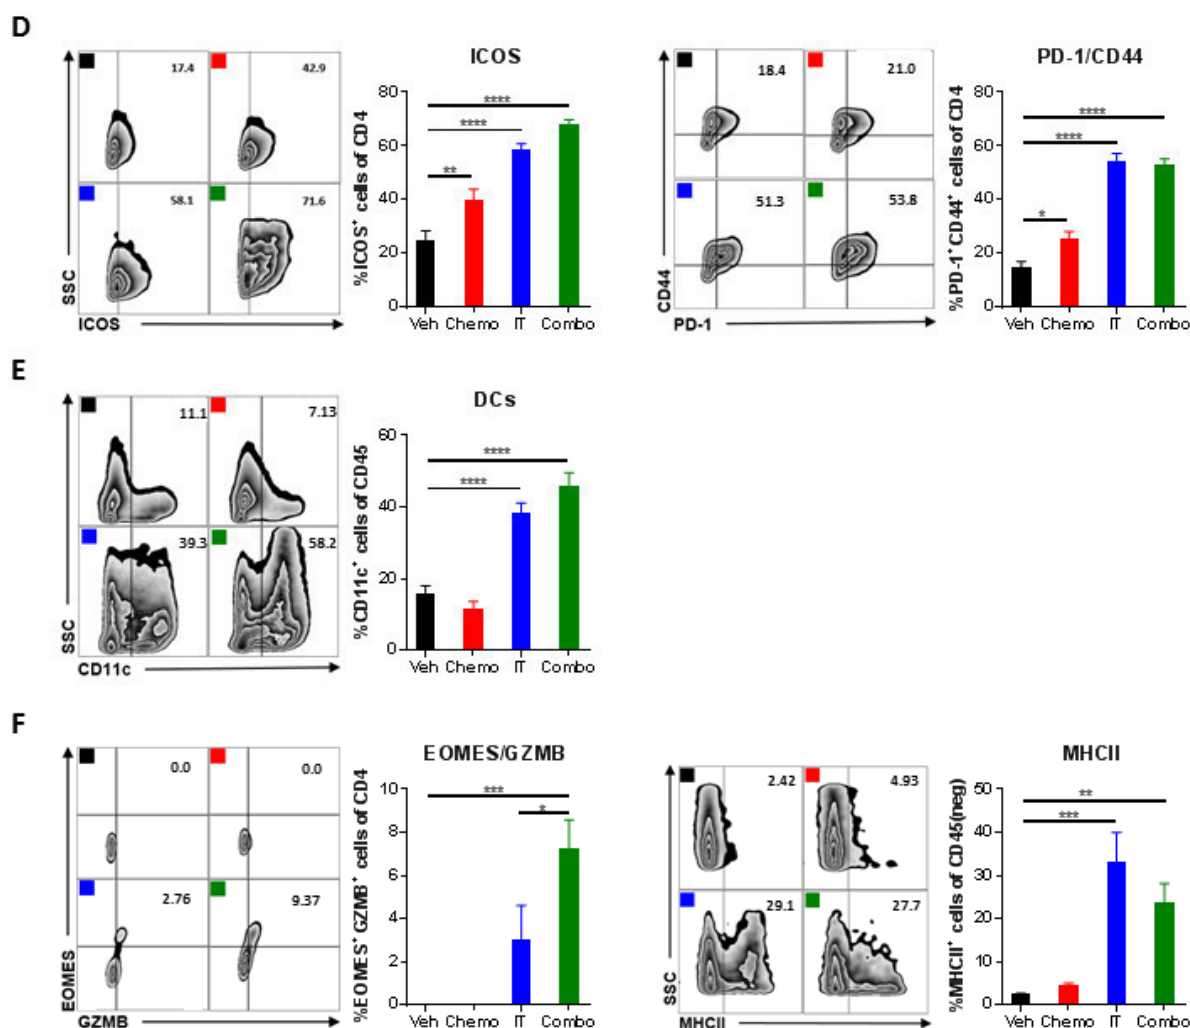 D
17.4
42.9
58.1
71.6
SSC
ICOS
ICOS
%ICOS+ cells of CD4
80
60
40
20
0
****
****
**
Veh Chemo IT Combo
18.4
21.0
51.3
53.8
CD44
PD-1
PD-1/CD44
%PD-1+CD44+ cells of CD4
80
60
40
20
0
****
****
*
Veh Chemo IT Combo
E
11.1
7.13
39.3
58.2
SSC
CD11c
DCs
%CD11c+ cells of CD45
60
40
20
0
****
****
Veh Chemo IT Combo
F
0.0
0.0
2.76
9.37
EOMES
GZMB
EOMES/GZMB
%EOMES+GZMB+ cells of CD4
10
8
6
4
2
0
***
*
Veh Chemo IT Combo
2.42
4.93
29.1
27.7
SSC
MHCII
MHCII
%MHCII+ cells of CD45(neg)
50
40
30
20
10
0
**
***
Veh Chemo IT Combo